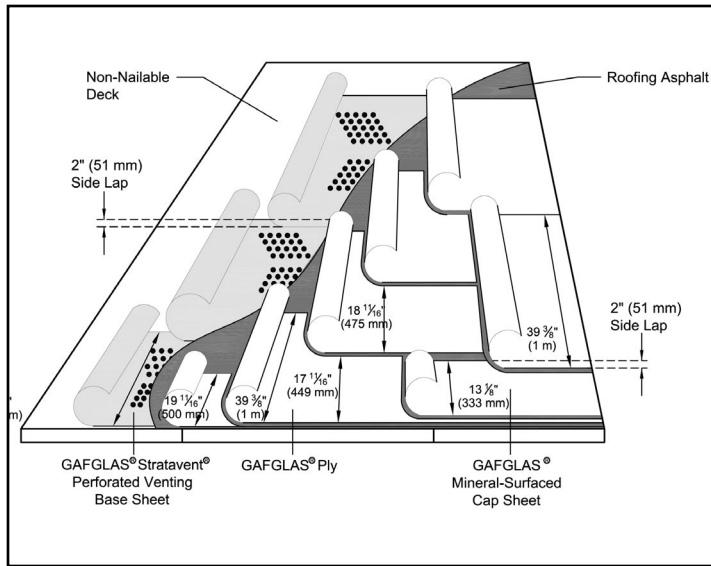 Non-Nailable
Deck
Roofing Asphalt
2" (51 mm)
Side Lap
18 11/16"
(475 mm)
39 3/8"
(1 m)
2" (51 mm)
Side Lap
19 11/16"
(500 mm)
39 3/8"
(1 m)
17 11/16"
(449 mm)
13 1/8"
(333 mm)
"
m)
GAFGLAS® Stratavent®
Perforated Venting
Base Sheet
GAFGLAS® Ply
GAFGLAS®
Mineral-Surfaced
Cap Sheet